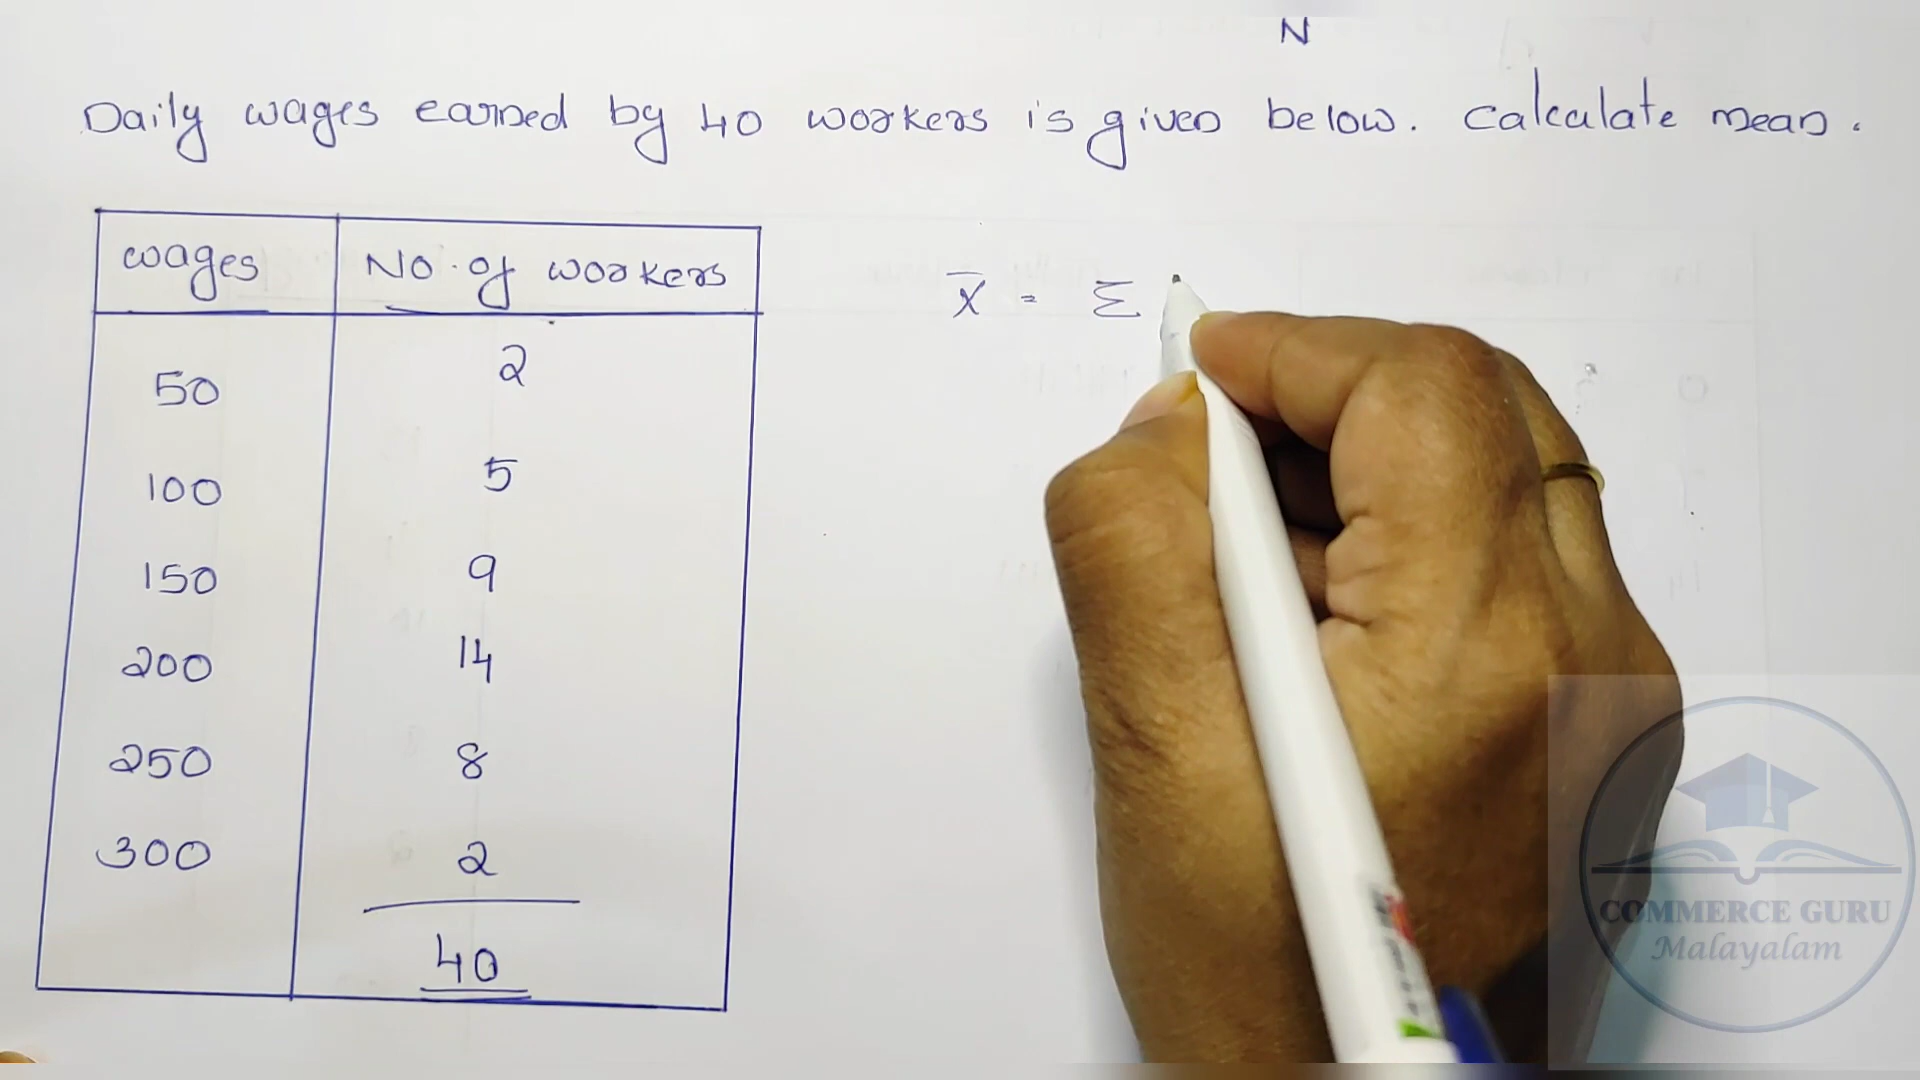 N
Daily wages earned by 40 workers is given below. Calculate mean.
wages No. of workers
50 2
100 5
150 9
200 14
250 8
300 2
40
X̅ = Σ
COMMERCE GURU
Malayalam